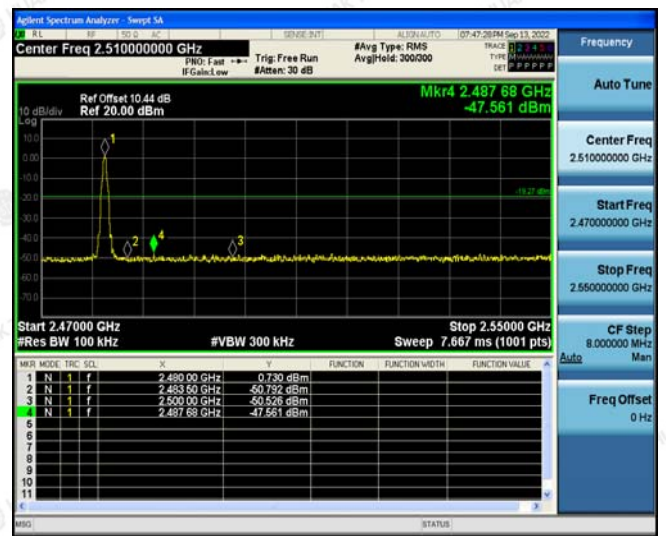 Agilent Spectrum Analyzer - Swept SA
RL RF 50 Ω AC SENSE:INT ALIGN AUTO 07:47:28 PM Sep 13, 2022
Center Freq 2.510000000 GHz
PNO: Fast Trig: Free Run #Avg Type: RMS TRACE 1 2 3 4 5 6
IFGain:Low #Atten: 30 dB Avg|Hold: 300/300 TYPE M
DET P P P P P P
Frequency
Auto Tune
Center Freq
2.510000000 GHz
Start Freq
2.470000000 GHz
Stop Freq
2.550000000 GHz
CF Step
8.000000 MHz
Auto Man
Freq Offset
0 Hz
Mkr4 2.487 68 GHz
-47.561 dBm
Ref Offset 10.44 dB
10 dB/div Ref 20.00 dBm
Log
10.0
0.00
-10.0
-20.0
-30.0
-40.0
-50.0
-60.0
-70.0
1
2
4
3
-19.27 dBm
Start 2.47000 GHz Stop 2.55000 GHz
#Res BW 100 kHz #VBW 300 kHz Sweep 7.667 ms (1001 pts)
MKR MODE TRC SCL X Y FUNCTION FUNCTION WIDTH FUNCTION VALUE
1 N 1 f 2.480 00 GHz 0.730 dBm
2 N 1 f 2.483 50 GHz -50.792 dBm
3 N 1 f 2.500 00 GHz -50.526 dBm
4 N 1 f 2.487 68 GHz -47.561 dBm
5
6
7
8
9
10
11
MSG STATUS